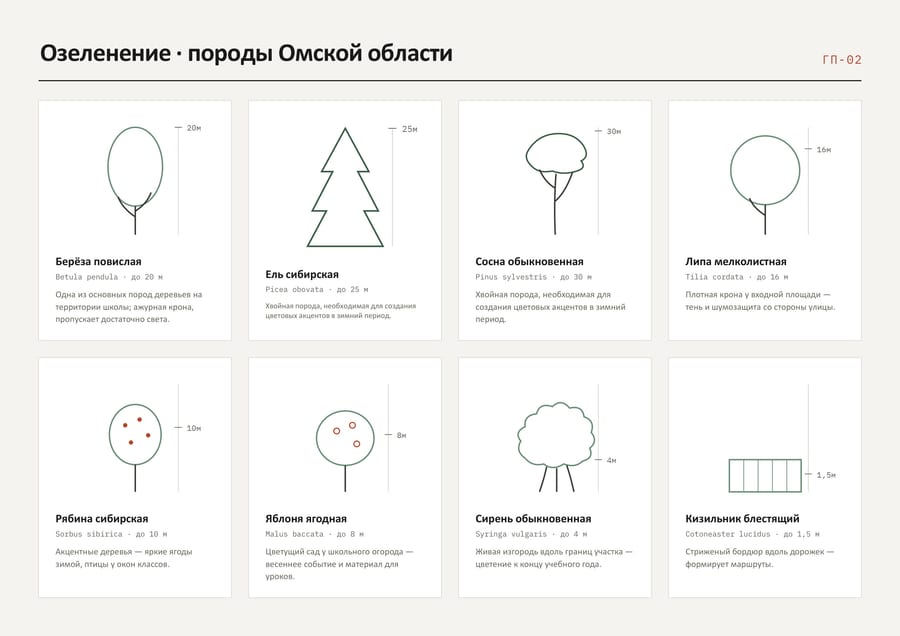 Озеленение · породы Омской области
ГП-02
20м
Берёза повислая
Betula pendula · до 20 м
Одна из основных пород деревьев на
территории школы; ажурная крона,
пропускает достаточно света.
25м
Ель сибирская
Picea obovata · до 25 м
Хвойная порода, необходимая для создания
цветовых акцентов в зимний период.
30м
Сосна обыкновенная
Pinus sylvestris · до 30 м
Хвойная порода, необходимая для
создания цветовых акцентов в зимний
период.
16м
Липа мелколистная
Tilia cordata · до 16 м
Плотная крона у входной площади —
тень и шумозащита со стороны улицы.
10м
Рябина сибирская
Sorbus sibirica · до 10 м
Акцентные деревья — яркие ягоды
зимой, птицы у окон классов.
8м
Яблоня ягодная
Malus baccata · до 8 м
Цветущий сад у школьного огорода —
весеннее событие и материал для
уроков.
4м
Сирень обыкновенная
Syringa vulgaris · до 4 м
Живая изгородь вдоль границ участка —
цветение к концу учебного года.
1,5м
Кизильник блестящий
Cotoneaster lucidus · до 1,5 м
Стриженый бордюр вдоль дорожек —
формирует маршруты.